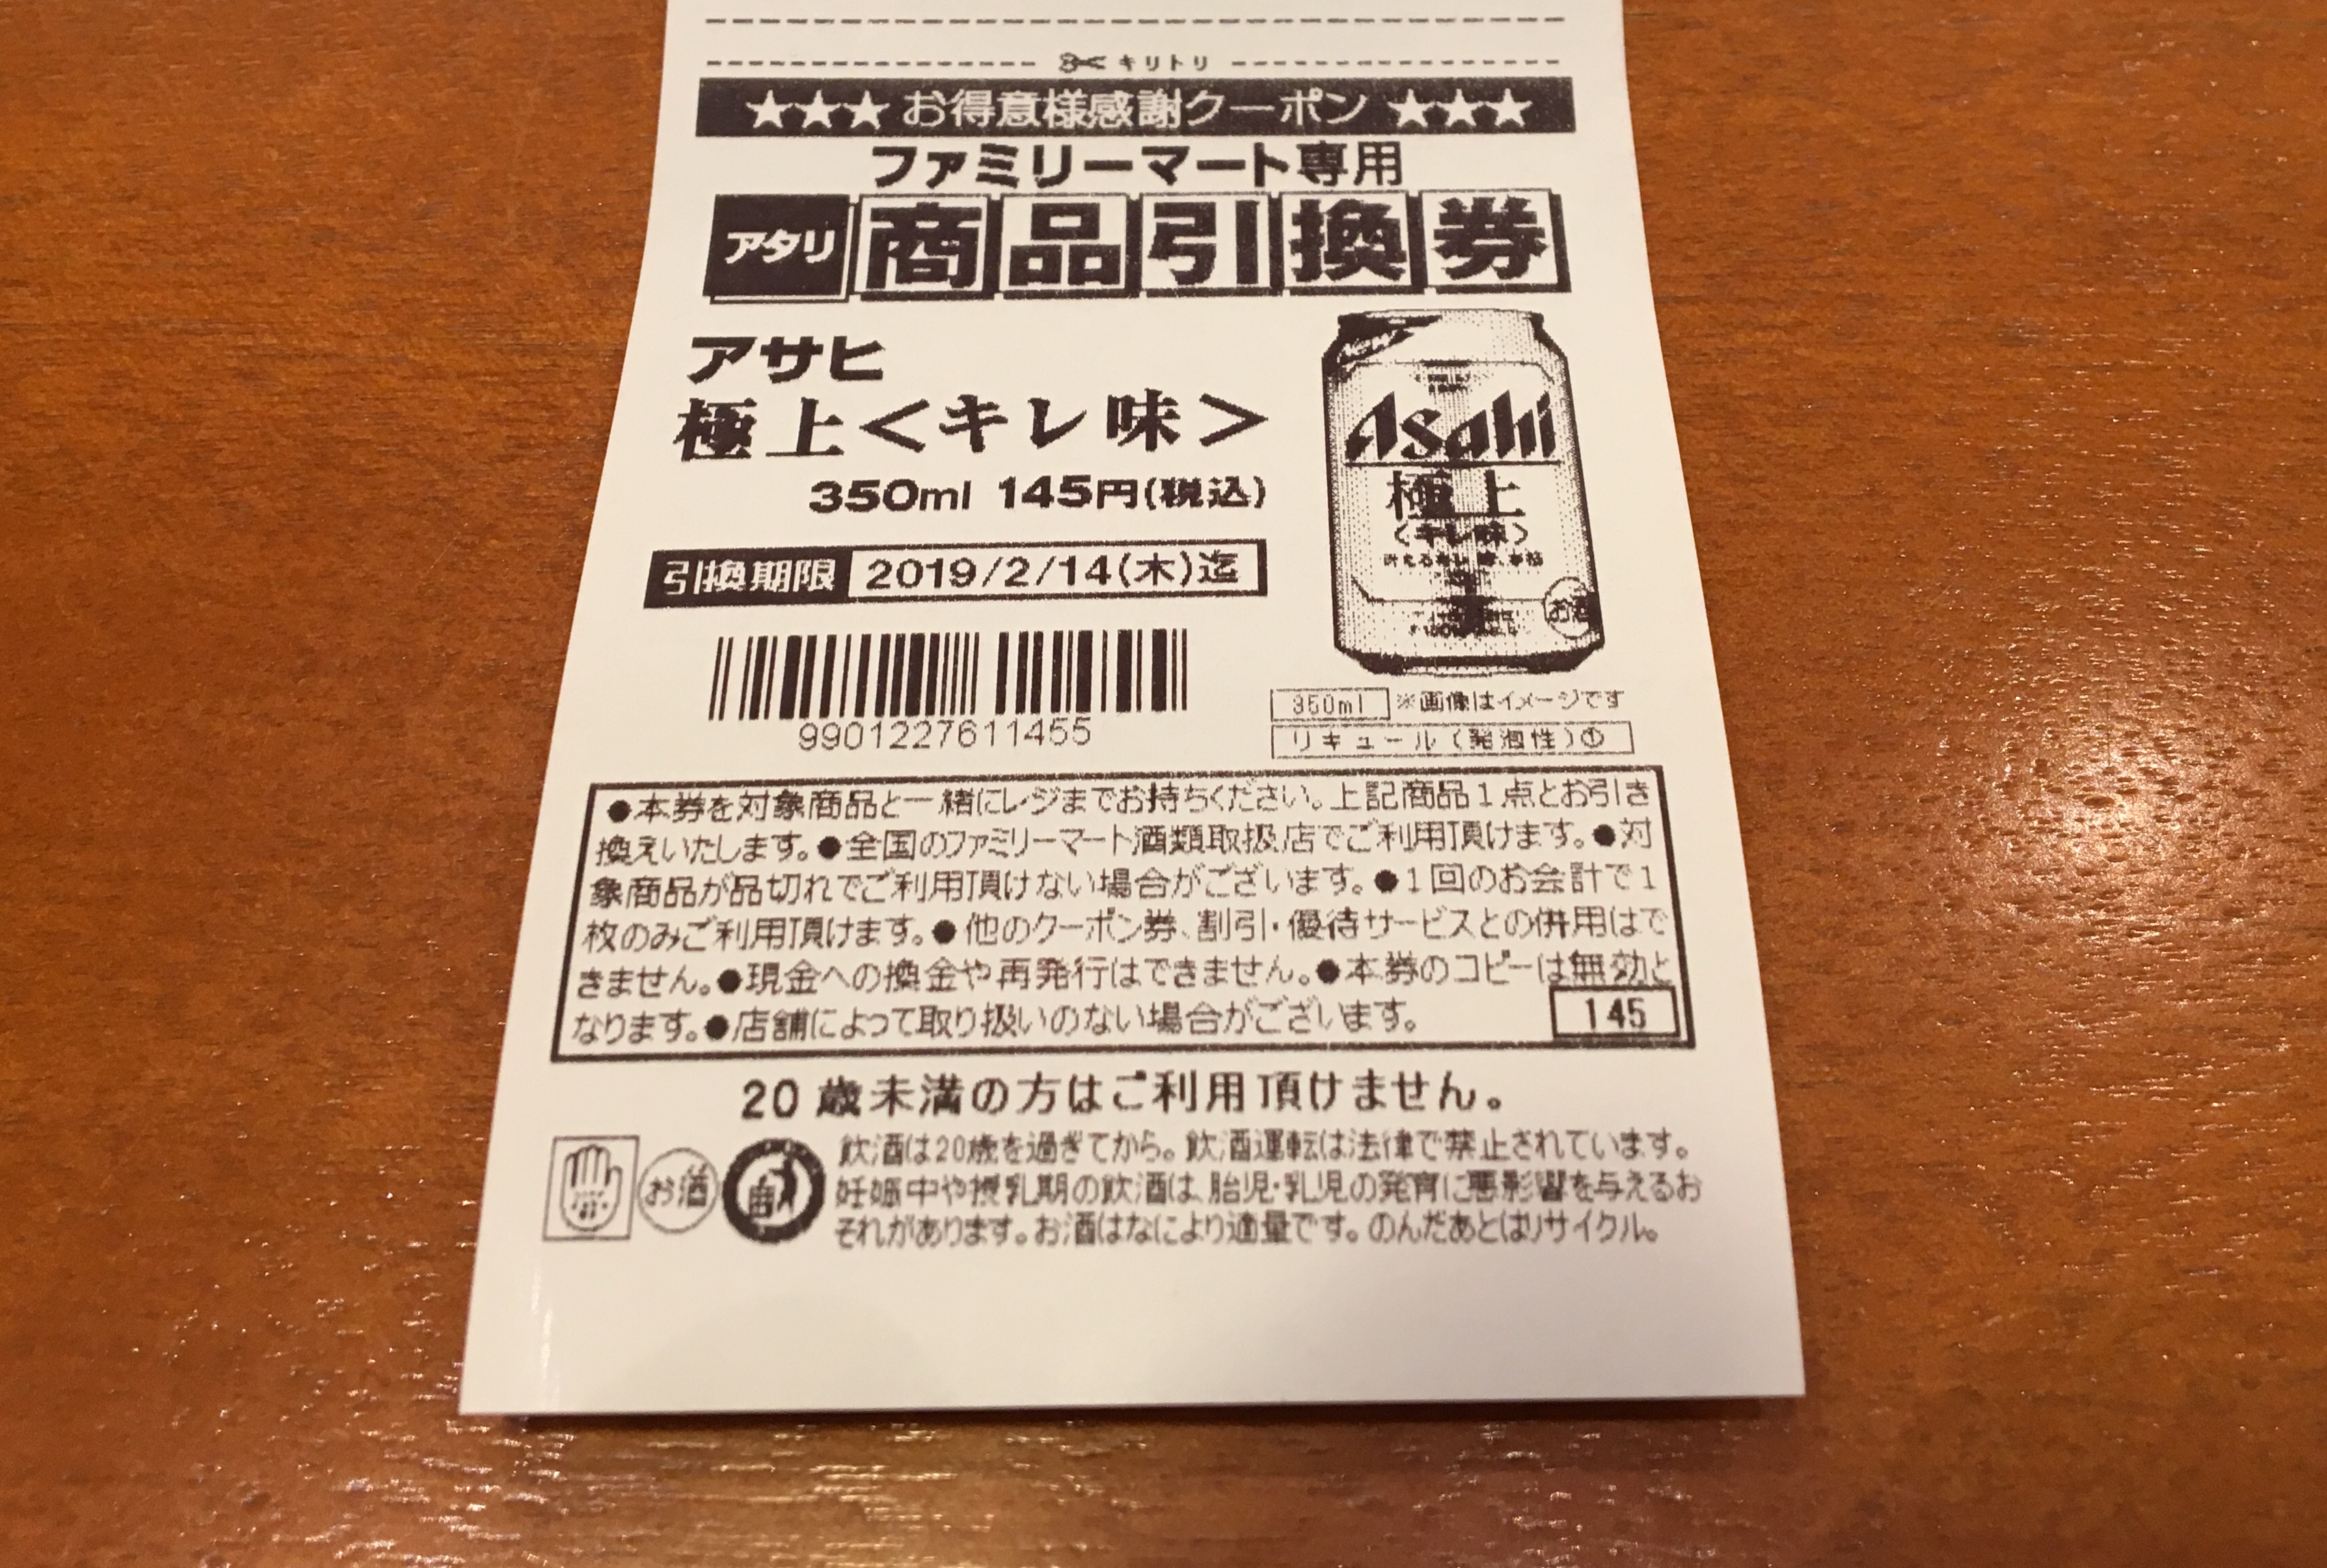 キリトリ
★★★ お得意様感謝クーポン ★★★
ファミリーマート専用
アタリ 商品引換券
アサヒ
極上＜キレ味＞
350ml 145円(税込)
引換期限 2019/2/14(木)迄
9901227611455
New
Asahi
極上
＜キレ味＞
お酒
350ml ※画像はイメージです
リキュール(発泡性)①
●本券を対象商品と一緒にレジまでお持ちください。上記商品1点とお引き
換えいたします。●全国のファミリーマート酒類取扱店でご利用頂けます。●対
象商品が品切れでご利用頂けない場合がございます。●1回のお会計で1
枚のみご利用頂けます。●他のクーポン券、割引・優待サービスとの併用はで
きません。●現金への換金や再発行はできません。●本券のコピーは無効と
なります。●店舗によって取り扱いのない場合がございます。
145
20歳未満の方はご利用頂けません。
お酒
飲酒は20歳を過ぎてから。飲酒運転は法律で禁止されています。
妊娠中や授乳期の飲酒は、胎児・乳児の発育に悪影響を与えるお
それがあります。お酒はなにより適量です。のんだあとはリサイクル。